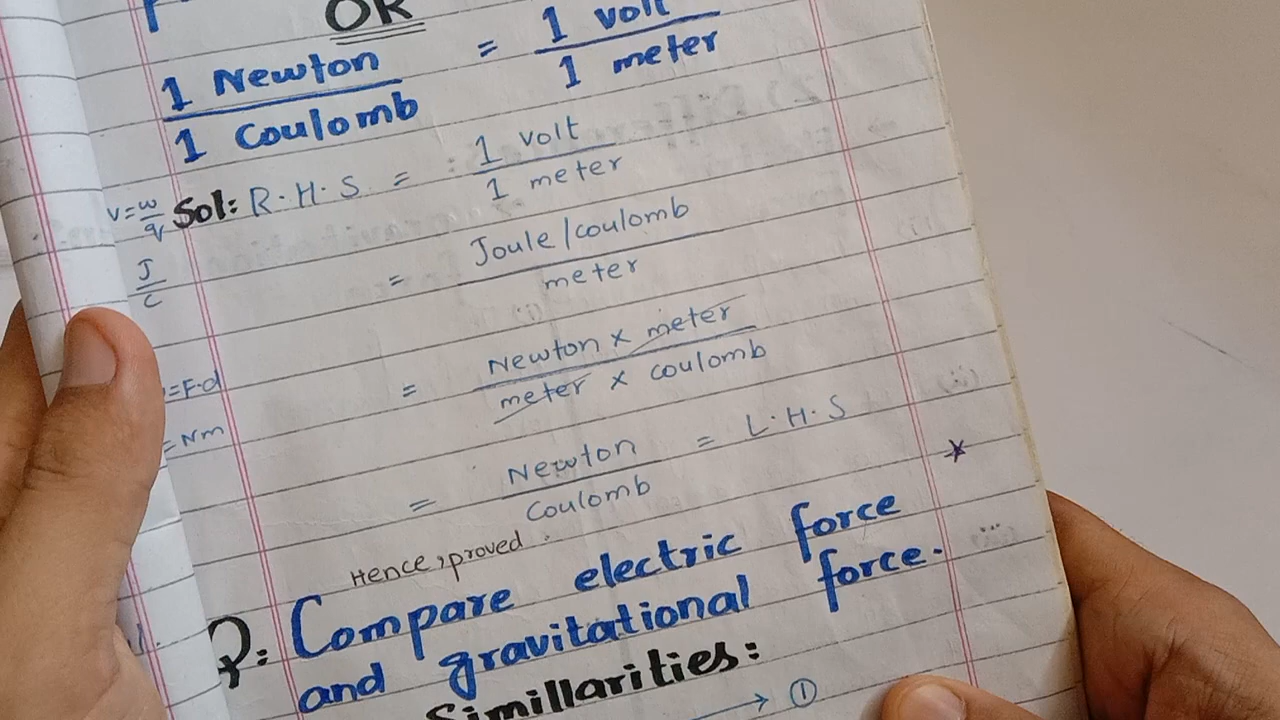 OR
1 Newton / 1 Coulomb = 1 volt / 1 meter
V=w/q Sol: R.H.S = 1 volt / 1 meter
J/C = Joule/coulomb / meter
=F.d = Newton x meter / meter x coulomb
=Nm
= Newton / Coulomb = L.H.S
Hence, proved.
Q: Compare electric force
and gravitational force.
Simillarities:
→ ①